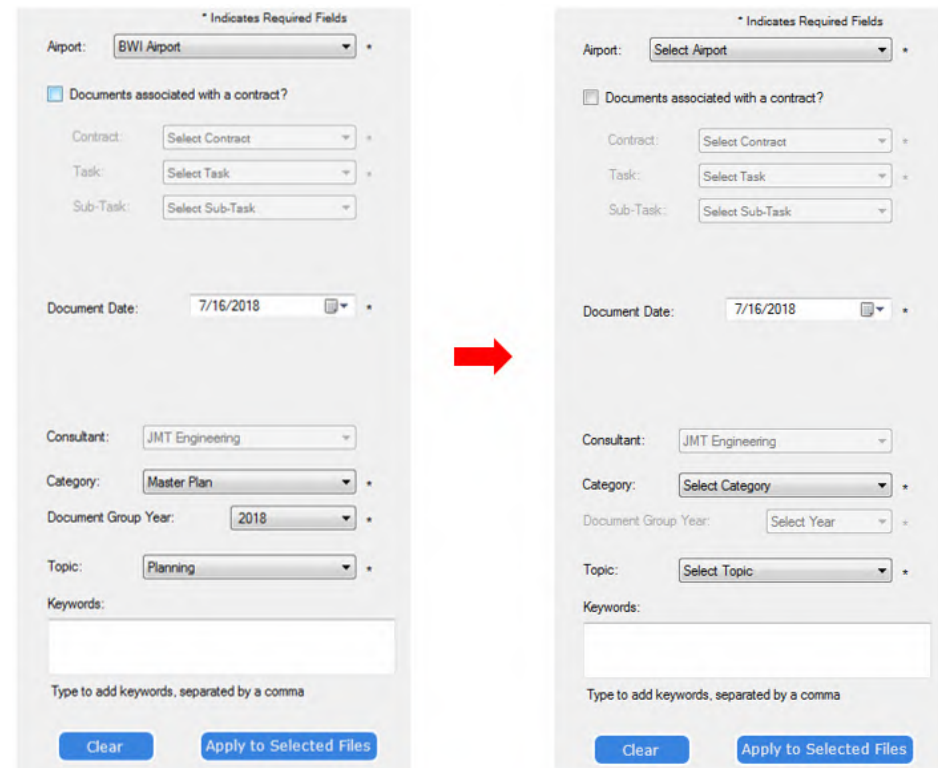 * Indicates Required Fields
Airport: BWI Airport *
Documents associated with a contract?
Contract: Select Contract *
Task: Select Task *
Sub-Task: Select Sub-Task
Document Date: 7/16/2018 *
Consultant: JMT Engineering
Category: Master Plan *
Document Group Year: 2018 *
Topic: Planning *
Keywords:
Type to add keywords, separated by a comma
Clear Apply to Selected Files
* Indicates Required Fields
Airport: Select Airport *
Documents associated with a contract?
Contract: Select Contract *
Task: Select Task *
Sub-Task: Select Sub-Task
Document Date: 7/16/2018 *
Consultant: JMT Engineering
Category: Select Category *
Document Group Year: Select Year *
Topic: Select Topic *
Keywords:
Type to add keywords, separated by a comma
Clear Apply to Selected Files